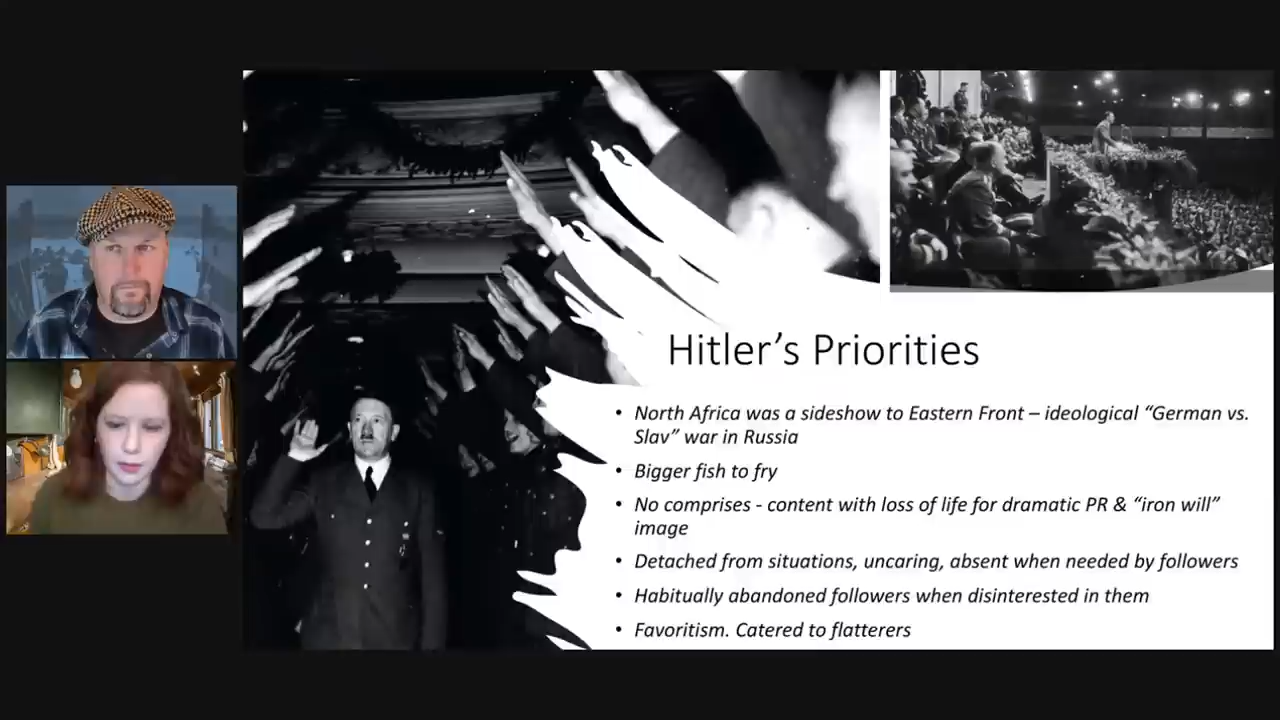 Hitler's Priorities
• North Africa was a sideshow to Eastern Front – ideological “German vs.
Slav” war in Russia
• Bigger fish to fry
• No comprises - content with loss of life for dramatic PR & “iron will”
image
• Detached from situations, uncaring, absent when needed by followers
• Habitually abandoned followers when disinterested in them
• Favoritism. Catered to flatterers